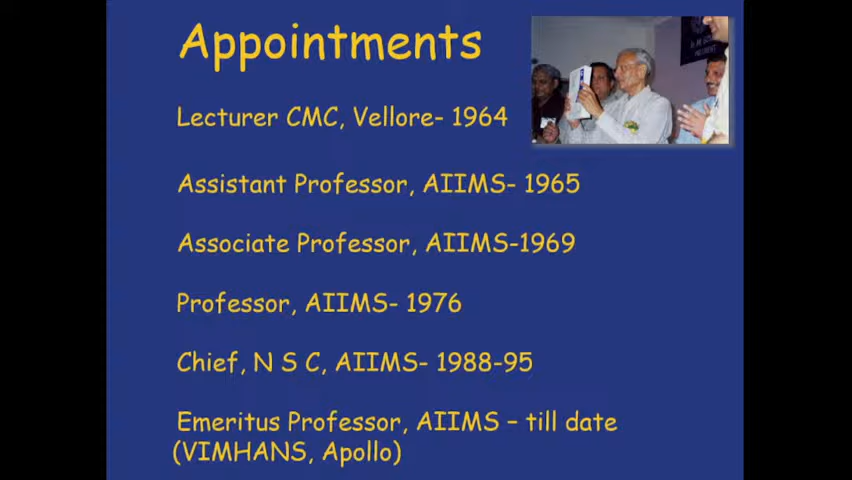 Appointments
Lecturer CMC, Vellore- 1964
Assistant Professor, AIIMS- 1965
Associate Professor, AIIMS-1969
Professor, AIIMS- 1976
Chief, N S C, AIIMS- 1988-95
Emeritus Professor, AIIMS – till date
(VIMHANS, Apollo)